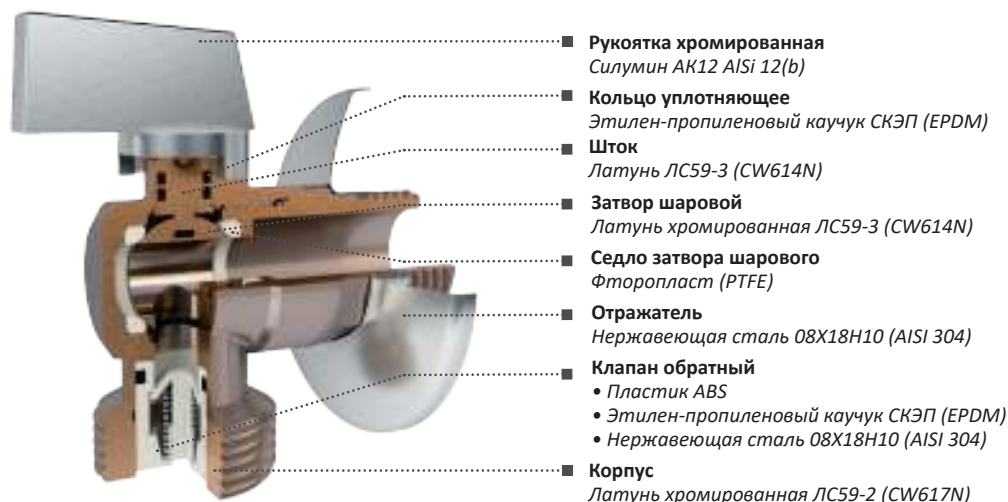 Рукоятка хромированная
Силумин АК12 AlSi 12(b)
Кольцо уплотняющее
Этилен-пропиленовый каучук СКЭП (EPDM)
Шток
Латунь ЛС59-3 (CW614N)
Затвор шаровой
Латунь хромированная ЛС59-3 (CW614N)
Седло затвора шарового
Фторопласт (PTFE)
Отражатель
Нержавеющая сталь 08Х18Н10 (AISI 304)
Клапан обратный
• Пластик ABS
• Этилен-пропиленовый каучук СКЭП (EPDM)
• Нержавеющая сталь 08Х18Н10 (AISI 304)
Корпус
Латунь хромированная ЛС59-2 (CW617N)